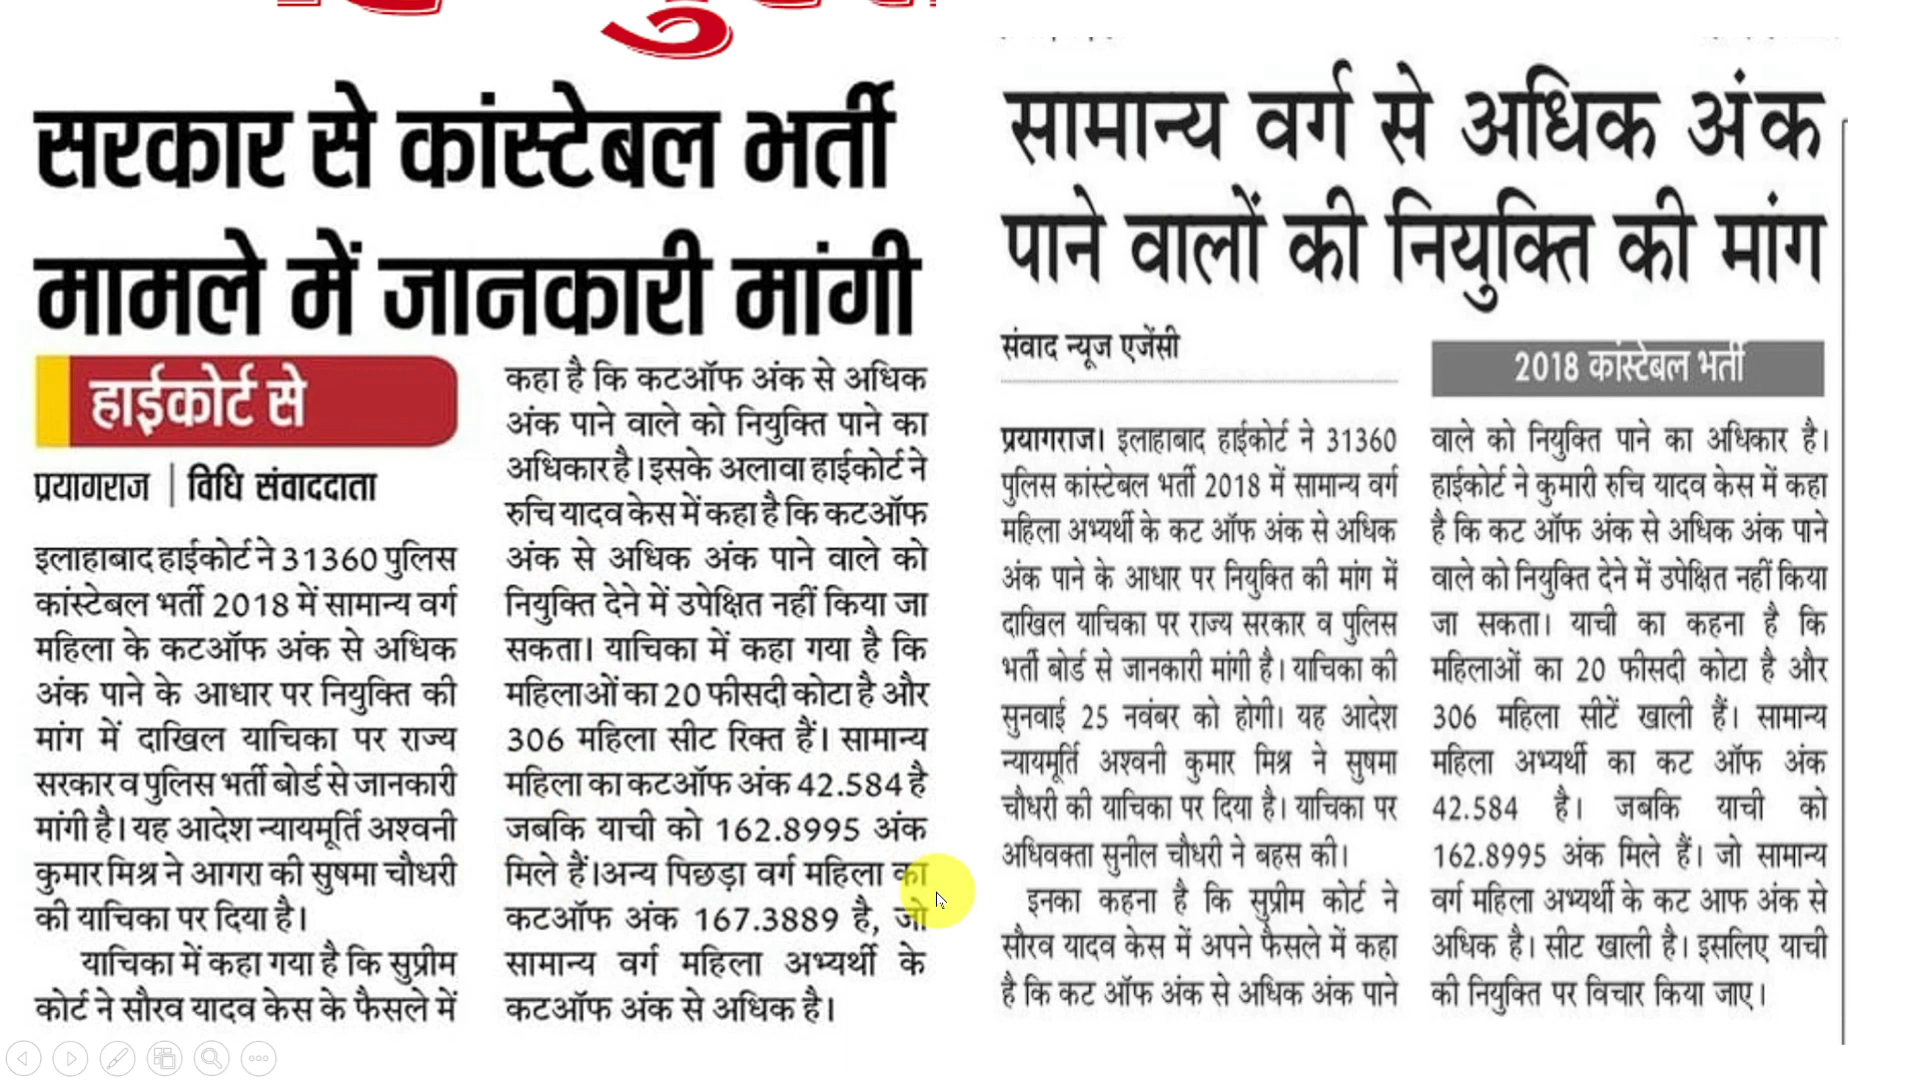 सरकार से कांस्टेबल भर्ती
मामले में जानकारी मांगी
हाईकोर्ट से
प्रयागराज | विधि संवाददाता
इलाहाबाद हाईकोर्ट ने 31360 पुलिस
कांस्टेबल भर्ती 2018 में सामान्य वर्ग
महिला के कटऑफ अंक से अधिक
अंक पाने के आधार पर नियुक्ति की
मांग में दाखिल याचिका पर राज्य
सरकार व पुलिस भर्ती बोर्ड से जानकारी
मांगी है। यह आदेश न्यायमूर्ति अश्वनी
कुमार मिश्र ने आगरा की सुषमा चौधरी
की याचिका पर दिया है।
याचिका में कहा गया है कि सुप्रीम
कोर्ट ने सौरव यादव केस के फैसले में
कहा है कि कटऑफ अंक से अधिक
अंक पाने वाले को नियुक्ति पाने का
अधिकार है। इसके अलावा हाईकोर्ट ने
रुचि यादव केस में कहा है कि कटऑफ
अंक से अधिक अंक पाने वाले को
नियुक्ति देने में उपेक्षित नहीं किया जा
सकता। याचिका में कहा गया है कि
महिलाओं का 20 फीसदी कोटा है और
306 महिला सीट रिक्त हैं। सामान्य
महिला का कटऑफ अंक 42.584 है
जबकि याची को 162.8995 अंक
मिले हैं।अन्य पिछड़ा वर्ग महिला का
कटऑफ अंक 167.3889 है, जो
सामान्य वर्ग महिला अभ्यर्थी के
कटऑफ अंक से अधिक है।
सामान्य वर्ग से अधिक अंक
पाने वालों की नियुक्ति की मांग
संवाद न्यूज एजेंसी
2018 कांस्टेबल भर्ती
प्रयागराज। इलाहाबाद हाईकोर्ट ने 31360
पुलिस कांस्टेबल भर्ती 2018 में सामान्य वर्ग
महिला अभ्यर्थी के कट ऑफ अंक से अधिक
अंक पाने के आधार पर नियुक्ति की मांग में
दाखिल याचिका पर राज्य सरकार व पुलिस
भर्ती बोर्ड से जानकारी मांगी है। याचिका की
सुनवाई 25 नवंबर को होगी। यह आदेश
न्यायमूर्ति अश्वनी कुमार मिश्र ने सुषमा
चौधरी की याचिका पर दिया है। याचिका पर
अधिवक्ता सुनील चौधरी ने बहस की।
इनका कहना है कि सुप्रीम कोर्ट ने
सौरव यादव केस में अपने फैसले में कहा
है कि कट ऑफ अंक से अधिक अंक पाने
वाले को नियुक्ति पाने का अधिकार है।
हाईकोर्ट ने कुमारी रुचि यादव केस में कहा
है कि कट ऑफ अंक से अधिक अंक पाने
वाले को नियुक्ति देने में उपेक्षित नहीं किया
जा सकता। याची का कहना है कि
महिलाओं का 20 फीसदी कोटा है और
306 महिला सीटें खाली हैं। सामान्य
महिला अभ्यर्थी का कट ऑफ अंक
42.584 है। जबकि याची को
162.8995 अंक मिले हैं। जो सामान्य
वर्ग महिला अभ्यर्थी के कट आफ अंक से
अधिक है। सीट खाली है। इसलिए याची
की नियुक्ति पर विचार किया जाए।